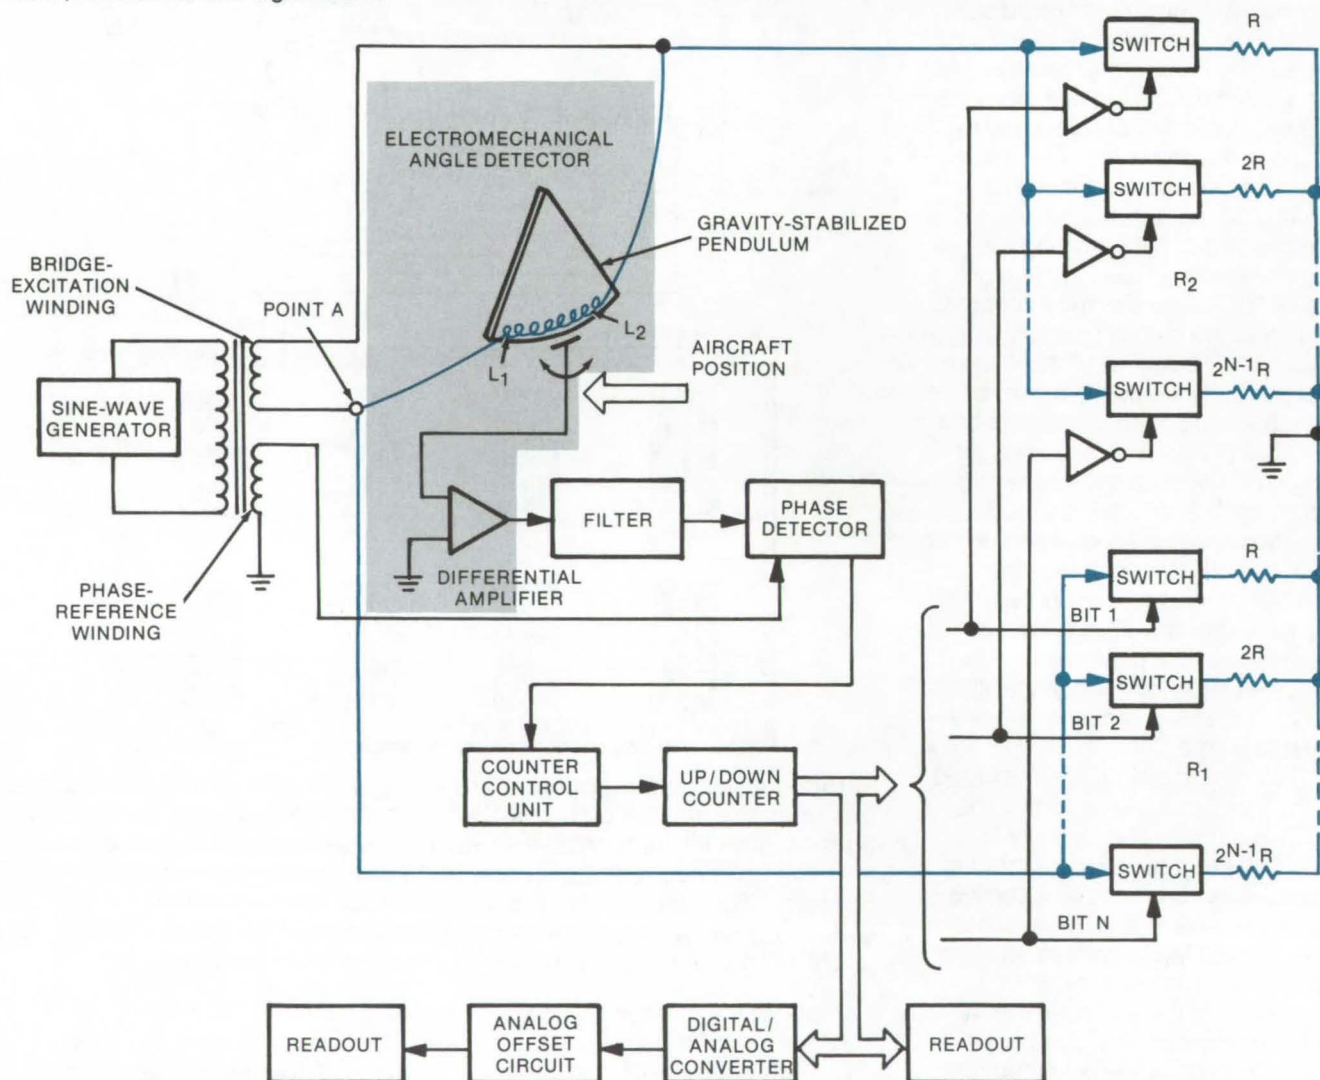 SWITCH
R
ELECTROMECHANICAL
ANGLE DETECTOR
SWITCH
2R
GRAVITY-STABILIZED
PENDULUM
BRIDGE-
EXCITATION
WINDING
POINT A
R2
L2
L1
AIRCRAFT
POSITION
SWITCH
2N-1R
SINE-WAVE
GENERATOR
FILTER
PHASE
DETECTOR
DIFFERENTIAL
AMPLIFIER
PHASE-
REFERENCE
WINDING
SWITCH
R
BIT 1
SWITCH
2R
BIT 2
R1
COUNTER
CONTROL
UNIT
UP/DOWN
COUNTER
SWITCH
2N-1R
BIT N
READOUT
ANALOG
OFFSET
CIRCUIT
DIGITAL/
ANALOG
CONVERTER
READOUT